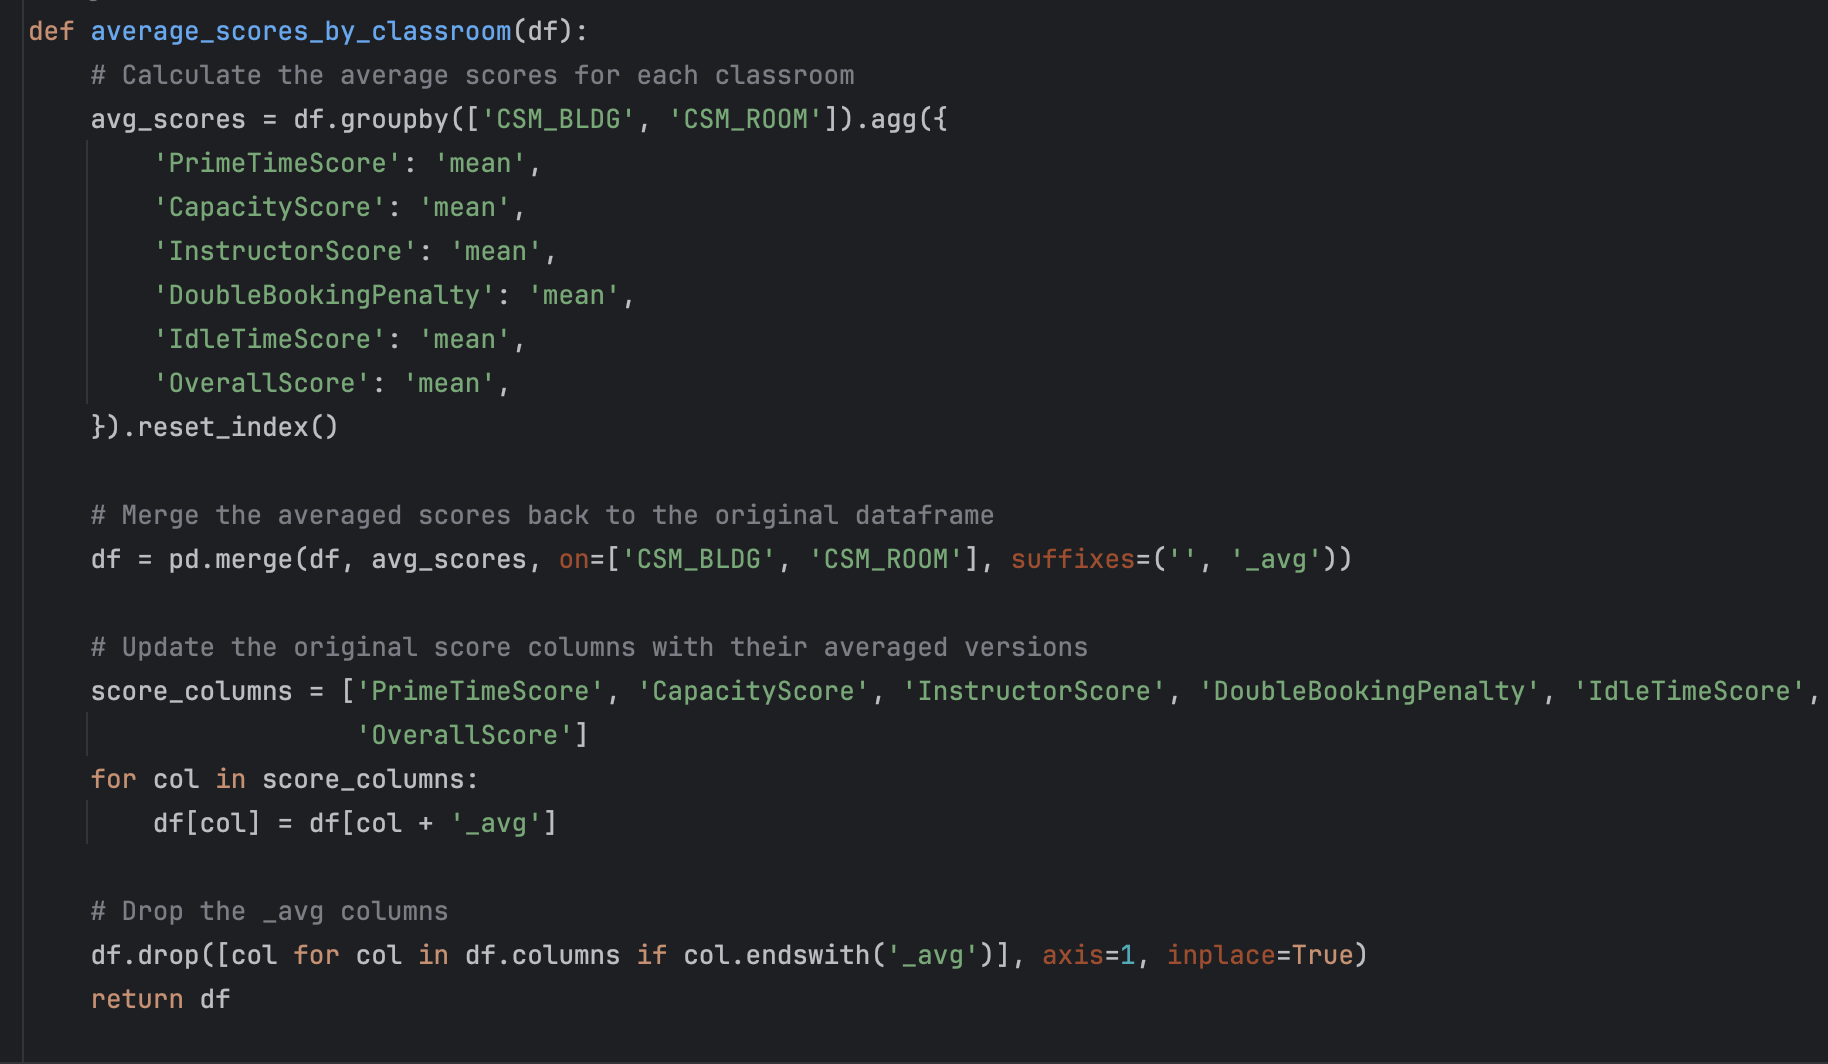 def average_scores_by_classroom(df):
    # Calculate the average scores for each classroom
    avg_scores = df.groupby(['CSM_BLDG', 'CSM_ROOM']).agg({
        'PrimeTimeScore': 'mean',
        'CapacityScore': 'mean',
        'InstructorScore': 'mean',
        'DoubleBookingPenalty': 'mean',
        'IdleTimeScore': 'mean',
        'OverallScore': 'mean',
    }).reset_index()

    # Merge the averaged scores back to the original dataframe
    df = pd.merge(df, avg_scores, on=['CSM_BLDG', 'CSM_ROOM'], suffixes=('', '_avg'))

    # Update the original score columns with their averaged versions
    score_columns = ['PrimeTimeScore', 'CapacityScore', 'InstructorScore', 'DoubleBookingPenalty', 'IdleTimeScore',
                     'OverallScore']
    for col in score_columns:
        df[col] = df[col + '_avg']

    # Drop the _avg columns
    df.drop([col for col in df.columns if col.endswith('_avg')], axis=1, inplace=True)
    return df